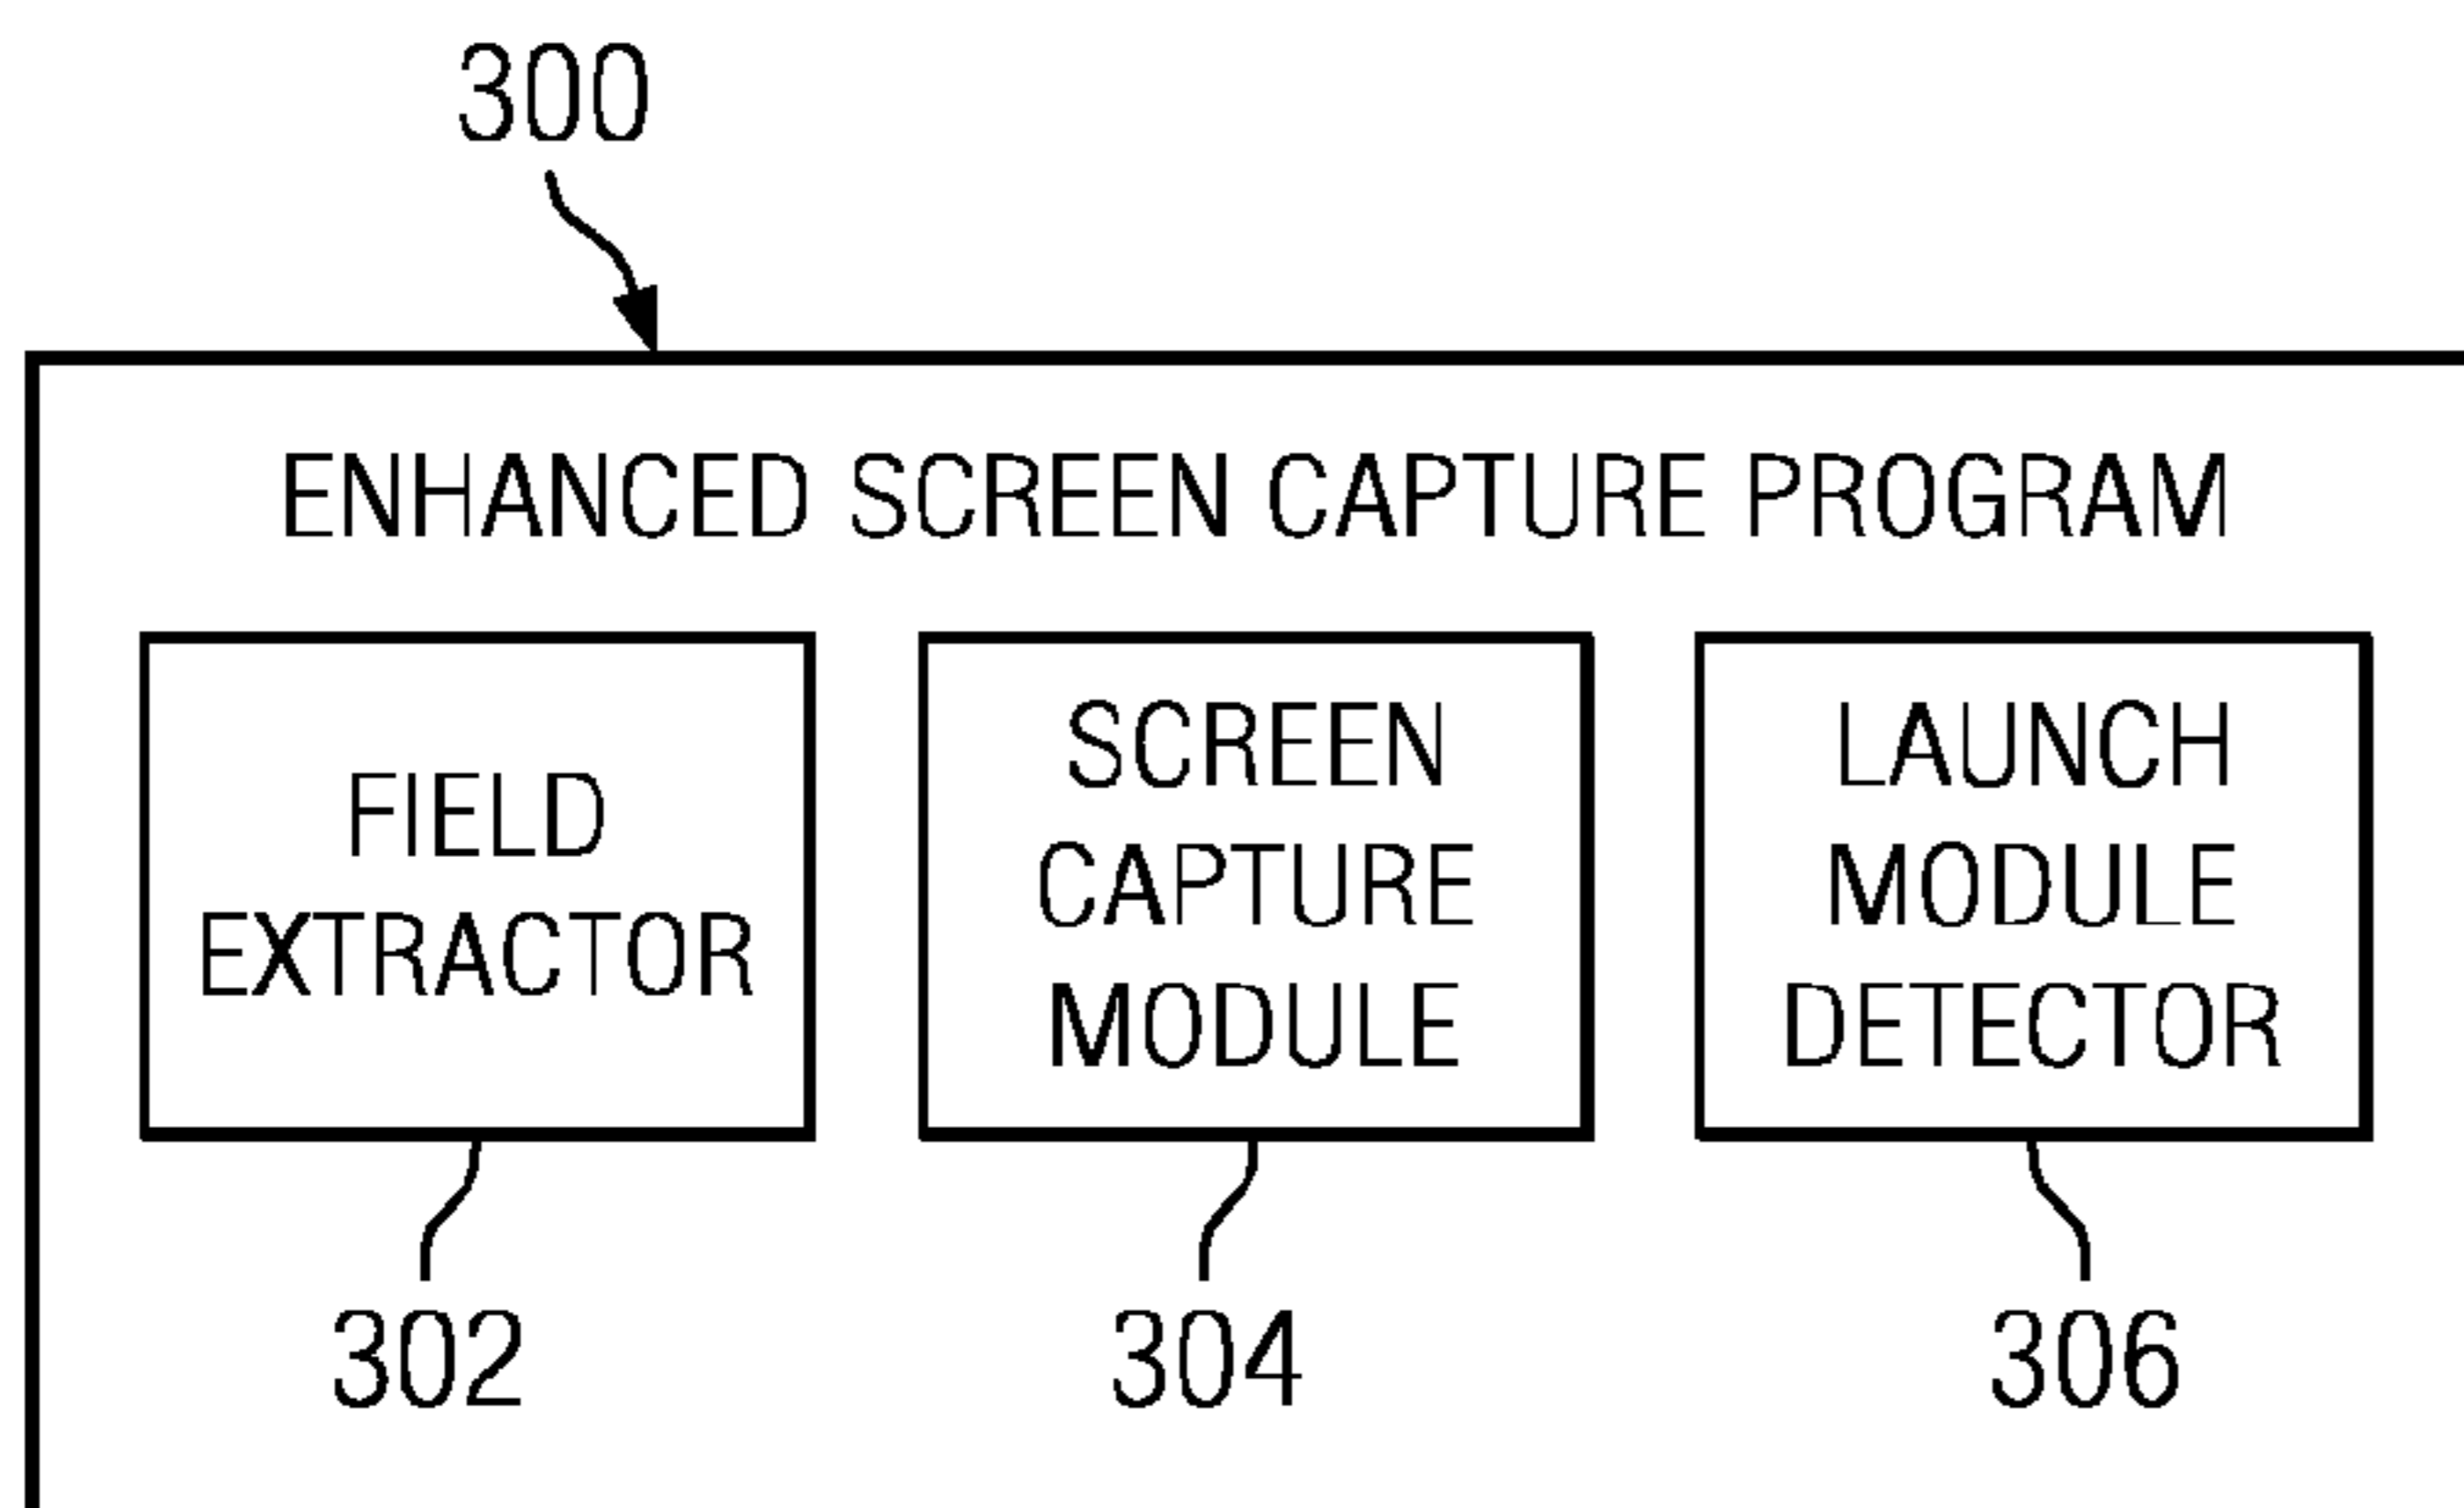 300
ENHANCED SCREEN CAPTURE PROGRAM
FIELD
EXTRACTOR
SCREEN
CAPTURE
MODULE
LAUNCH
MODULE
DETECTOR
302
304
306